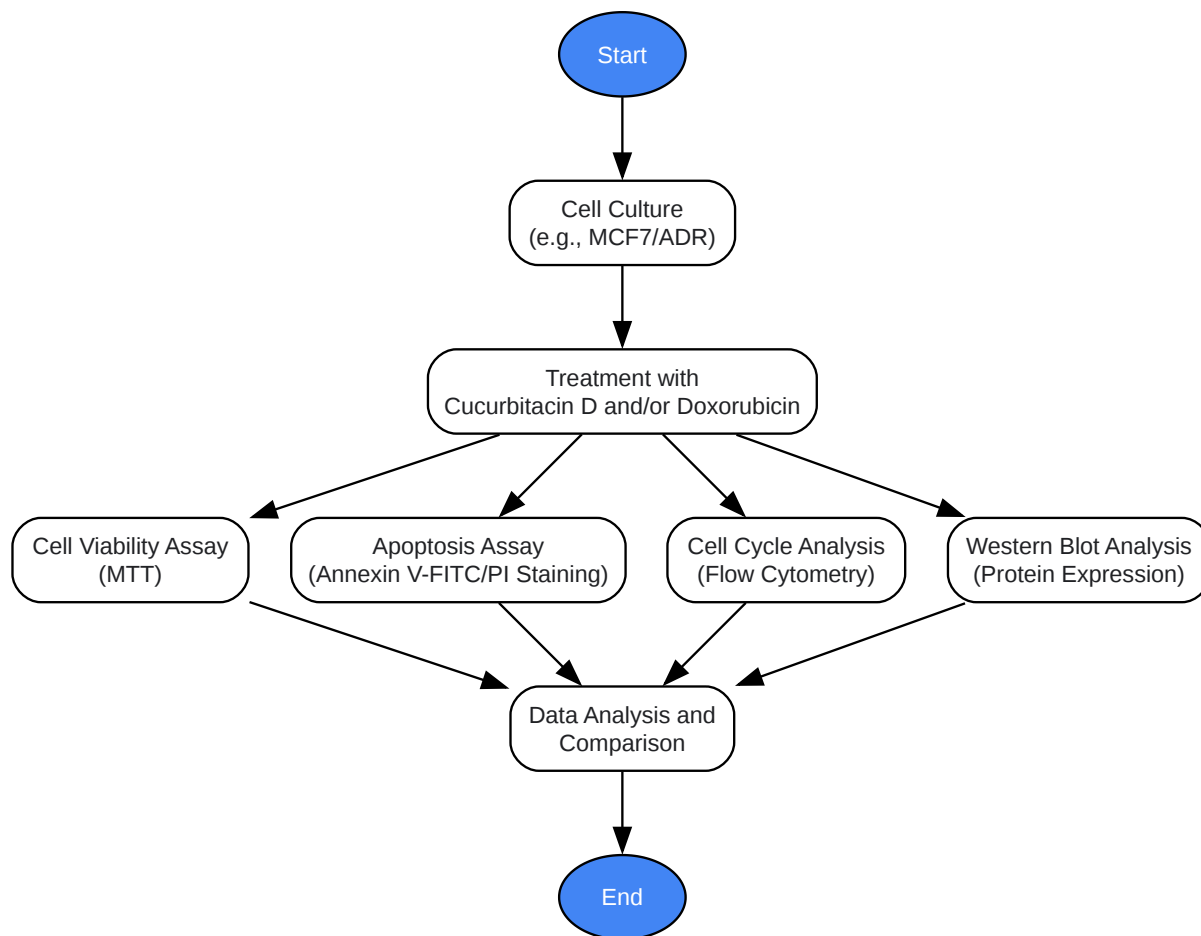 Start
Cell Culture
(e.g., MCF7/ADR)
Treatment with
Cucurbitacin D and/or Doxorubicin
Cell Viability Assay
(MTT)
Apoptosis Assay
(Annexin V-FITC/PI Staining)
Cell Cycle Analysis
(Flow Cytometry)
Western Blot Analysis
(Protein Expression)
Data Analysis and
Comparison
End